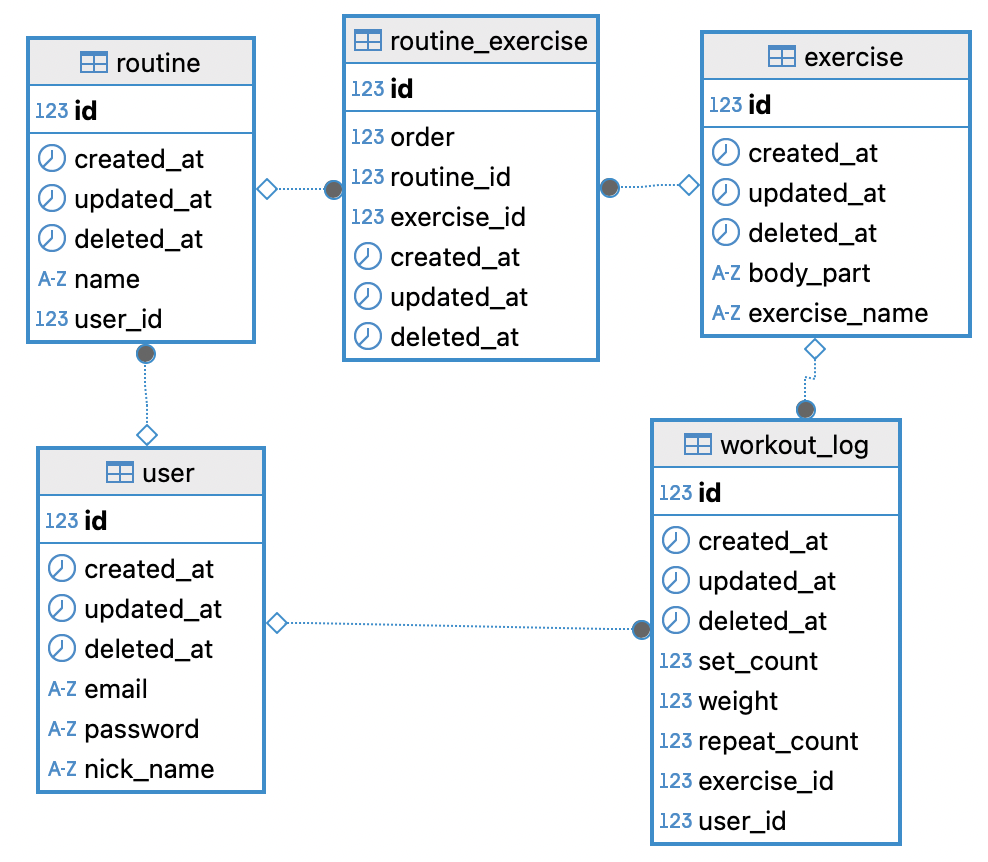 routine
123 id
created_at
updated_at
deleted_at
A-Z name
123 user_id
routine_exercise
123 id
123 order
123 routine_id
123 exercise_id
created_at
updated_at
deleted_at
exercise
123 id
created_at
updated_at
deleted_at
A-Z body_part
A-Z exercise_name
user
123 id
created_at
updated_at
deleted_at
A-Z email
A-Z password
A-Z nick_name
workout_log
123 id
created_at
updated_at
deleted_at
123 set_count
123 weight
123 repeat_count
123 exercise_id
123 user_id